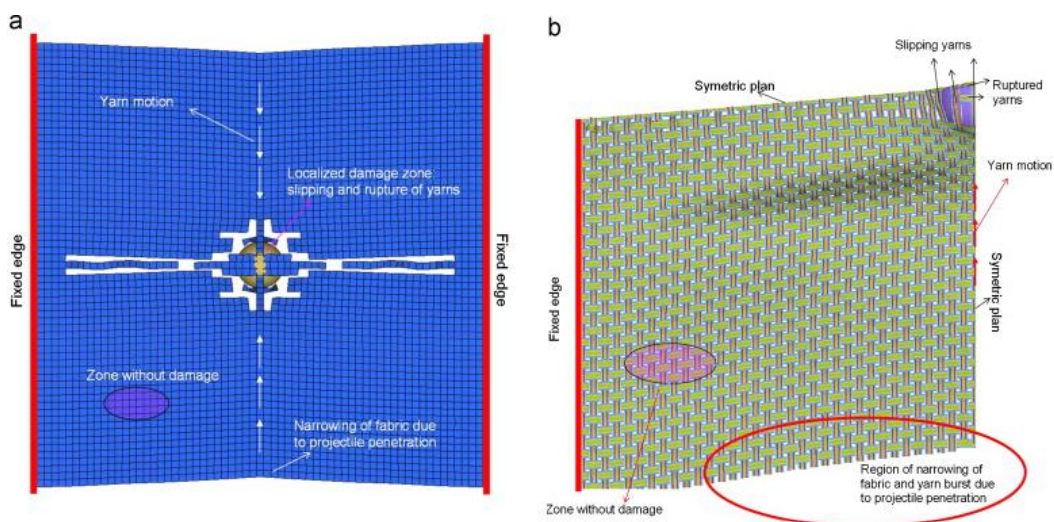 a
Yarn motion
Localized damage zone
slipping and rupture of yarns
Fixed edge
Fixed edge
Zone without damage
Narrowing of fabric due
to projectile penetration
b
Slipping yarns
Symetric plan
Ruptured
yarns
Yarn motion
Symetric plan
Fixed edge
Region of narrowing of
fabric and yarn burst due
to projectile penetration
Zone without damage